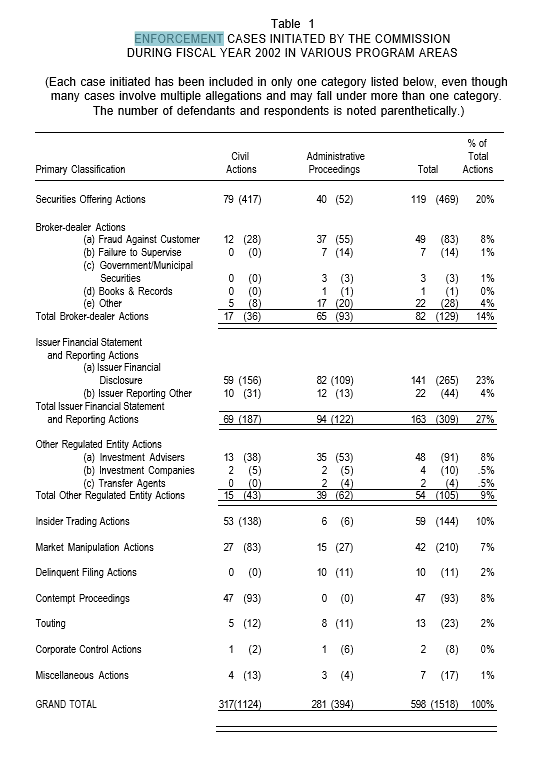 Table 1
ENFORCEMENT CASES INITIATED BY THE COMMISSION
DURING FISCAL YEAR 2002 IN VARIOUS PROGRAM AREAS
(Each case initiated has been included in only one category listed below, even though
many cases involve multiple allegations and may fall under more than one category.
The number of defendants and respondents is noted parenthetically.)
% of
Civil Administrative Total
Primary Classification Actions Proceedings Total Actions
Securities Offering Actions 79 (417) 40 (52) 119 (469) 20%
Broker-dealer Actions
(a) Fraud Against Customer 12 (28) 37 (55) 49 (83) 8%
(b) Failure to Supervise 0 (0) 7 (14) 7 (14) 1%
(c) Government/Municipal
Securities 0 (0) 3 (3) 3 (3) 1%
(d) Books & Records 0 (0) 1 (1) 1 (1) 0%
(e) Other 5 (8) 17 (20) 22 (28) 4%
Total Broker-dealer Actions 17 (36) 65 (93) 82 (129) 14%
Issuer Financial Statement
and Reporting Actions
(a) Issuer Financial
Disclosure 59 (156) 82 (109) 141 (265) 23%
(b) Issuer Reporting Other 10 (31) 12 (13) 22 (44) 4%
Total Issuer Financial Statement
and Reporting Actions 69 (187) 94 (122) 163 (309) 27%
Other Regulated Entity Actions
(a) Investment Advisers 13 (38) 35 (53) 48 (91) 8%
(b) Investment Companies 2 (5) 2 (5) 4 (10) .5%
(c) Transfer Agents 0 (0) 2 (4) 2 (4) .5%
Total Other Regulated Entity Actions 15 (43) 39 (62) 54 (105) 9%
Insider Trading Actions 53 (138) 6 (6) 59 (144) 10%
Market Manipulation Actions 27 (83) 15 (27) 42 (210) 7%
Delinquent Filing Actions 0 (0) 10 (11) 10 (11) 2%
Contempt Proceedings 47 (93) 0 (0) 47 (93) 8%
Touting 5 (12) 8 (11) 13 (23) 2%
Corporate Control Actions 1 (2) 1 (6) 2 (8) 0%
Miscellaneous Actions 4 (13) 3 (4) 7 (17) 1%
GRAND TOTAL 317(1124) 281 (394) 598 (1518) 100%